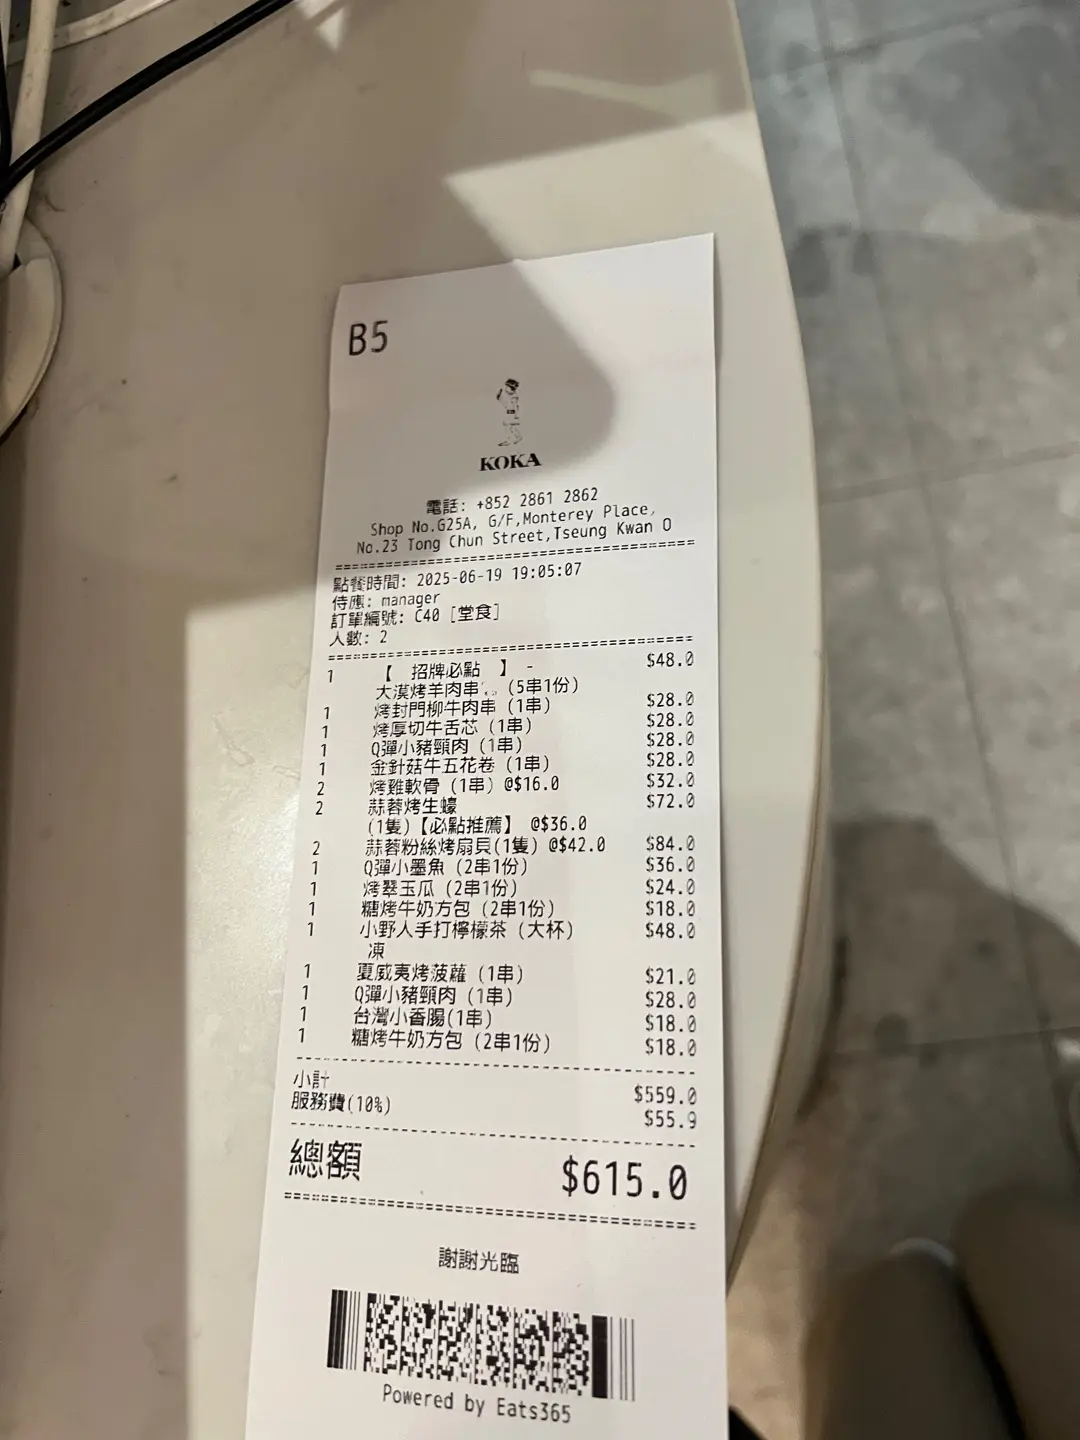 B5
KOKA
電話: +852 2861 2862
Shop No.G25A, G/F,Monterey Place,
No.23 Tong Chun Street,Tseung Kwan O
點餐時間: 2025-06-19 19:05:07
侍應: manager
訂單編號: C40 [堂食]
人數: 2
1 【 招牌必點 】 - $48.0
大漠烤羊肉串 (5串1份)
1 烤封門柳牛肉串 (1串) $28.0
1 烤厚切牛舌芯 (1串) $28.0
1 Q彈小豬頸肉 (1串) $28.0
1 金針菇牛五花卷 (1串) $28.0
2 烤雞軟骨 (1串) @$16.0 $32.0
2 蒜蓉烤生蠔 $72.0
(1隻)【必點推薦】 @$36.0
2 蒜蓉粉絲烤扇貝(1隻) @$42.0 $84.0
1 Q彈小墨魚 (2串1份) $36.0
1 烤翠玉瓜 (2串1份) $24.0
1 糖烤牛奶方包 (2串1份) $18.0
1 小野人手打檸檬茶 (大杯) $48.0
凍
1 夏威夷烤菠蘿 (1串) $21.0
1 Q彈小豬頸肉 (1串) $28.0
1 台灣小香腸(1串) $18.0
1 糖烤牛奶方包 (2串1份) $18.0
小計 $559.0
服務費(10%) $55.9
總額 $615.0
謝謝光臨
Powered by Eats365